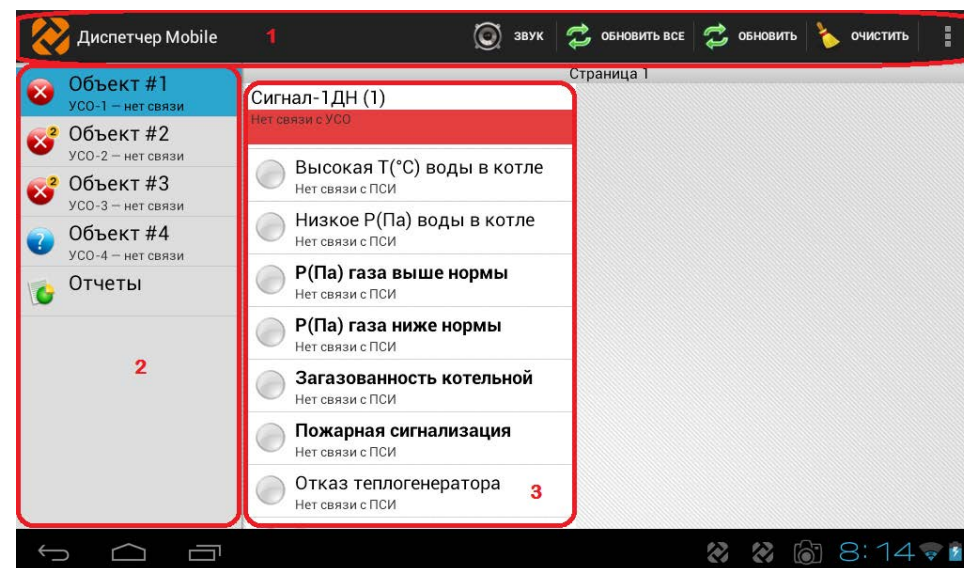 Диспетчер Mobile 1 ЗВУК ОБНОВИТЬ ВСЕ ОБНОВИТЬ ОЧИСТИТЬ
Объект #1
УСО-1 – нет связи
2
Объект #2
УСО-2 – нет связи
2
Объект #3
УСО-3 – нет связи
?
Объект #4
УСО-4 – нет связи
Отчеты
2
Страница 1
Сигнал-1ДН (1)
Нет связи с УСО
Высокая T(°C) воды в котле
Нет связи с ПСИ
Низкое P(Па) воды в котле
Нет связи с ПСИ
P(Па) газа выше нормы
Нет связи с ПСИ
P(Па) газа ниже нормы
Нет связи с ПСИ
Загазованность котельной
Нет связи с ПСИ
Пожарная сигнализация
Нет связи с ПСИ
Отказ теплогенератора
Нет связи с ПСИ
3
8:14